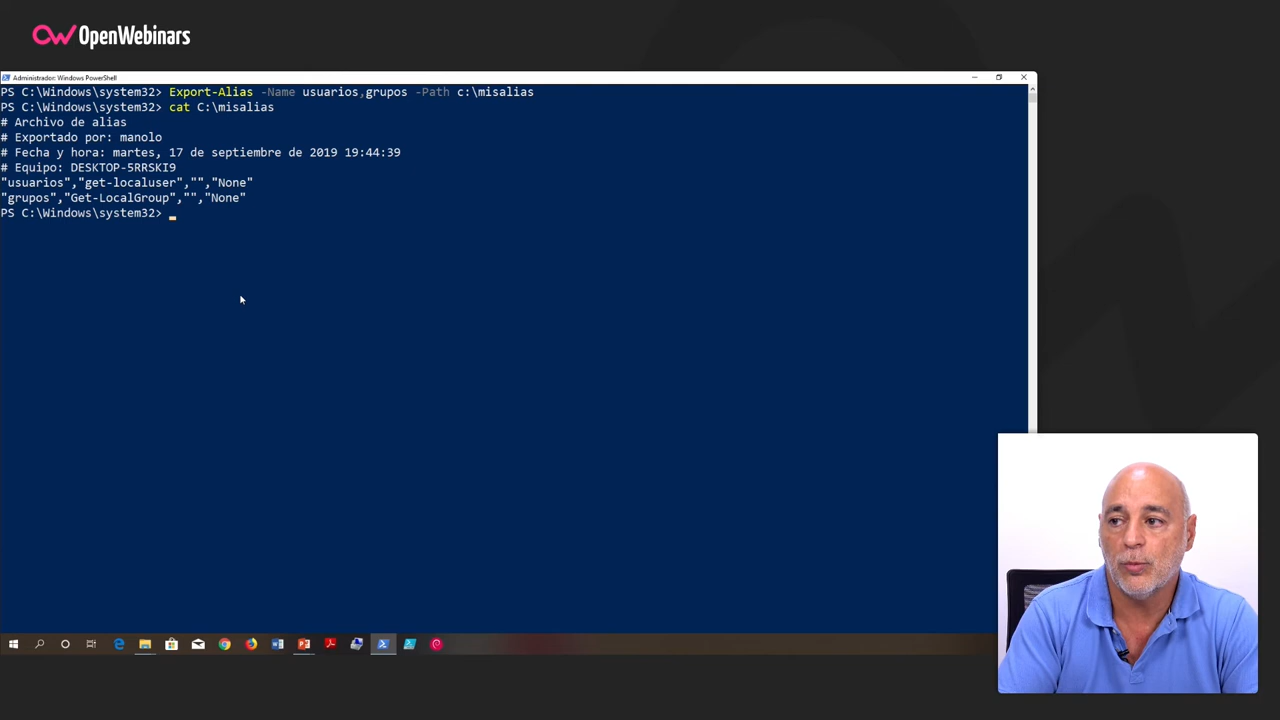 OpenWebinars
Administrador: Windows PowerShell
PS C:\Windows\system32> Export-Alias -Name usuarios,grupos -Path c:\misalias
PS C:\Windows\system32> cat C:\misalias
# Archivo de alias
# Exportado por: manolo
# Fecha y hora: martes, 17 de septiembre de 2019 19:44:39
# Equipo: DESKTOP-5RRSKI9
"usuarios","get-localuser","","None"
"grupos","Get-LocalGroup","","None"
PS C:\Windows\system32>